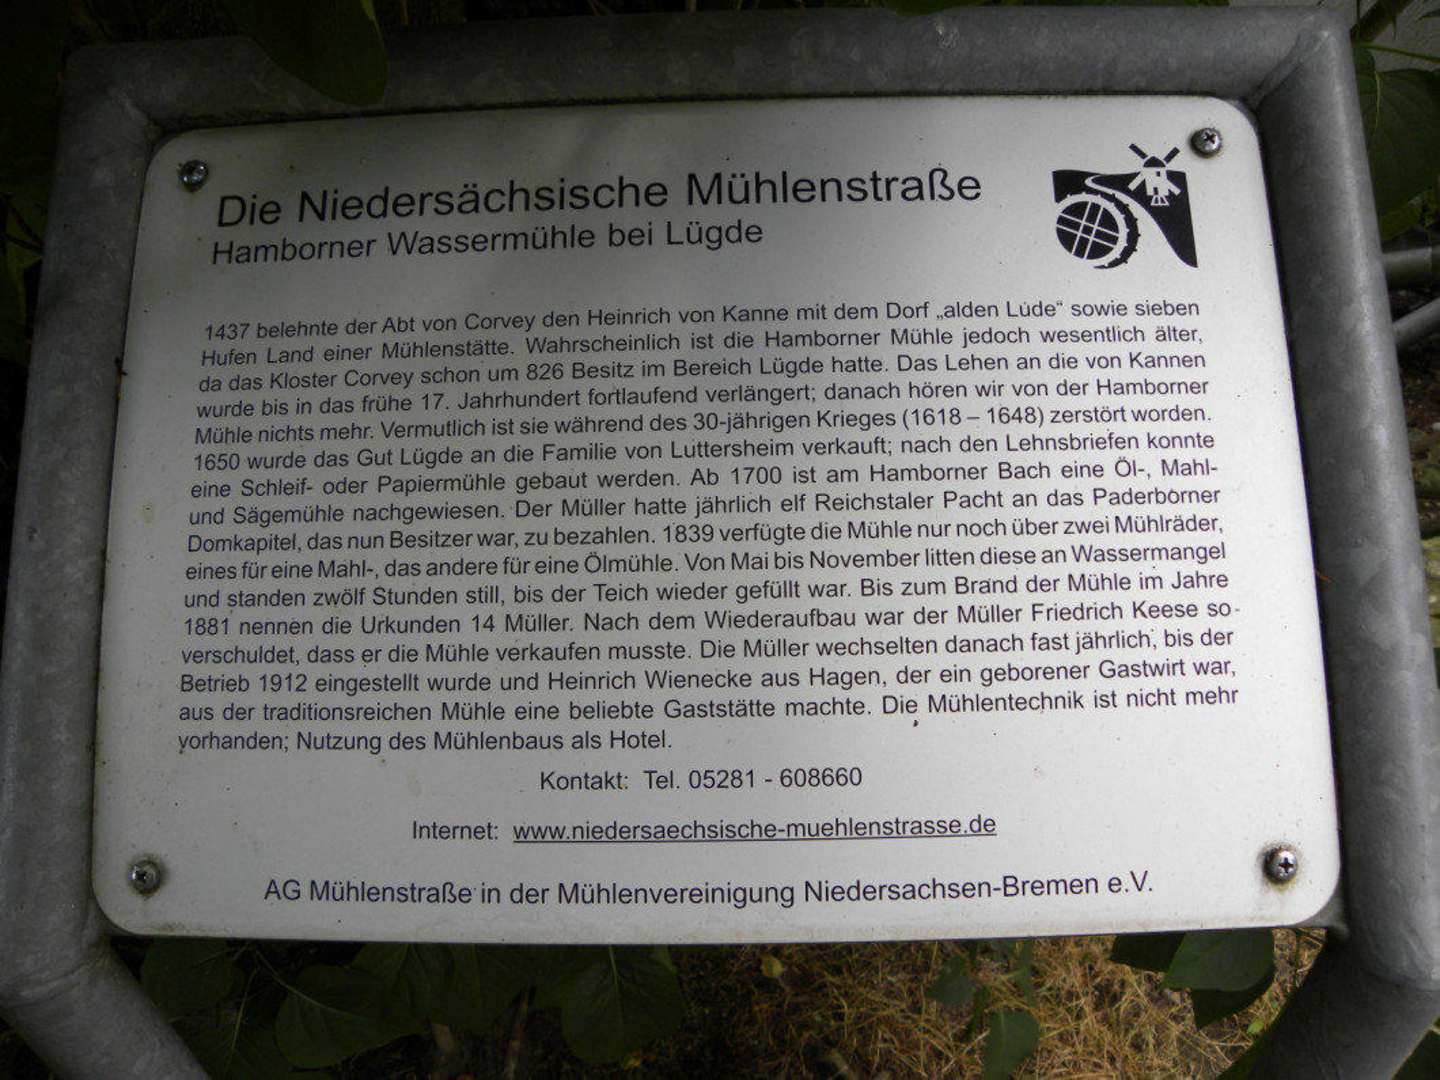 Die Niedersächsische Mühlenstraße
Hamborner Wassermühle bei Lügde
1437 belehnte der Abt von Corvey den Heinrich von Kanne mit dem Dorf „alden Lüde“ sowie sieben
Hufen Land einer Mühlenstätte. Wahrscheinlich ist die Hamborner Mühle jedoch wesentlich älter,
da das Kloster Corvey schon um 826 Besitz im Bereich Lügde hatte. Das Lehen an die von Kannen
wurde bis in das frühe 17. Jahrhundert fortlaufend verlängert; danach hören wir von der Hamborner
Mühle nichts mehr. Vermutlich ist sie während des 30-jährigen Krieges (1618 – 1648) zerstört worden.
1650 wurde das Gut Lügde an die Familie von Luttersheim verkauft; nach den Lehnsbriefen konnte
eine Schleif- oder Papiermühle gebaut werden. Ab 1700 ist am Hamborner Bach eine Öl-, Mahl-
und Sägemühle nachgewiesen. Der Müller hatte jährlich elf Reichstaler Pacht an das Paderborner
Domkapitel, das nun Besitzer war, zu bezahlen. 1839 verfügte die Mühle nur noch über zwei Mühlräder,
eines für eine Mahl-, das andere für eine Ölmühle. Von Mai bis November litten diese an Wassermangel
und standen zwölf Stunden still, bis der Teich wieder gefüllt war. Bis zum Brand der Mühle im Jahre
1881 nennen die Urkunden 14 Müller. Nach dem Wiederaufbau war der Müller Friedrich Keese so
verschuldet, dass er die Mühle verkaufen musste. Die Müller wechselten danach fast jährlich, bis der
Betrieb 1912 eingestellt wurde und Heinrich Wienecke aus Hagen, der ein geborener Gastwirt war,
aus der traditionsreichen Mühle eine beliebte Gaststätte machte. Die Mühlentechnik ist nicht mehr
vorhanden; Nutzung des Mühlenbaus als Hotel.
Kontakt: Tel. 05281 - 608660
Internet: www.niedersaechsische-muehlenstrasse.de
AG Mühlenstraße in der Mühlenvereinigung Niedersachsen-Bremen e.V.